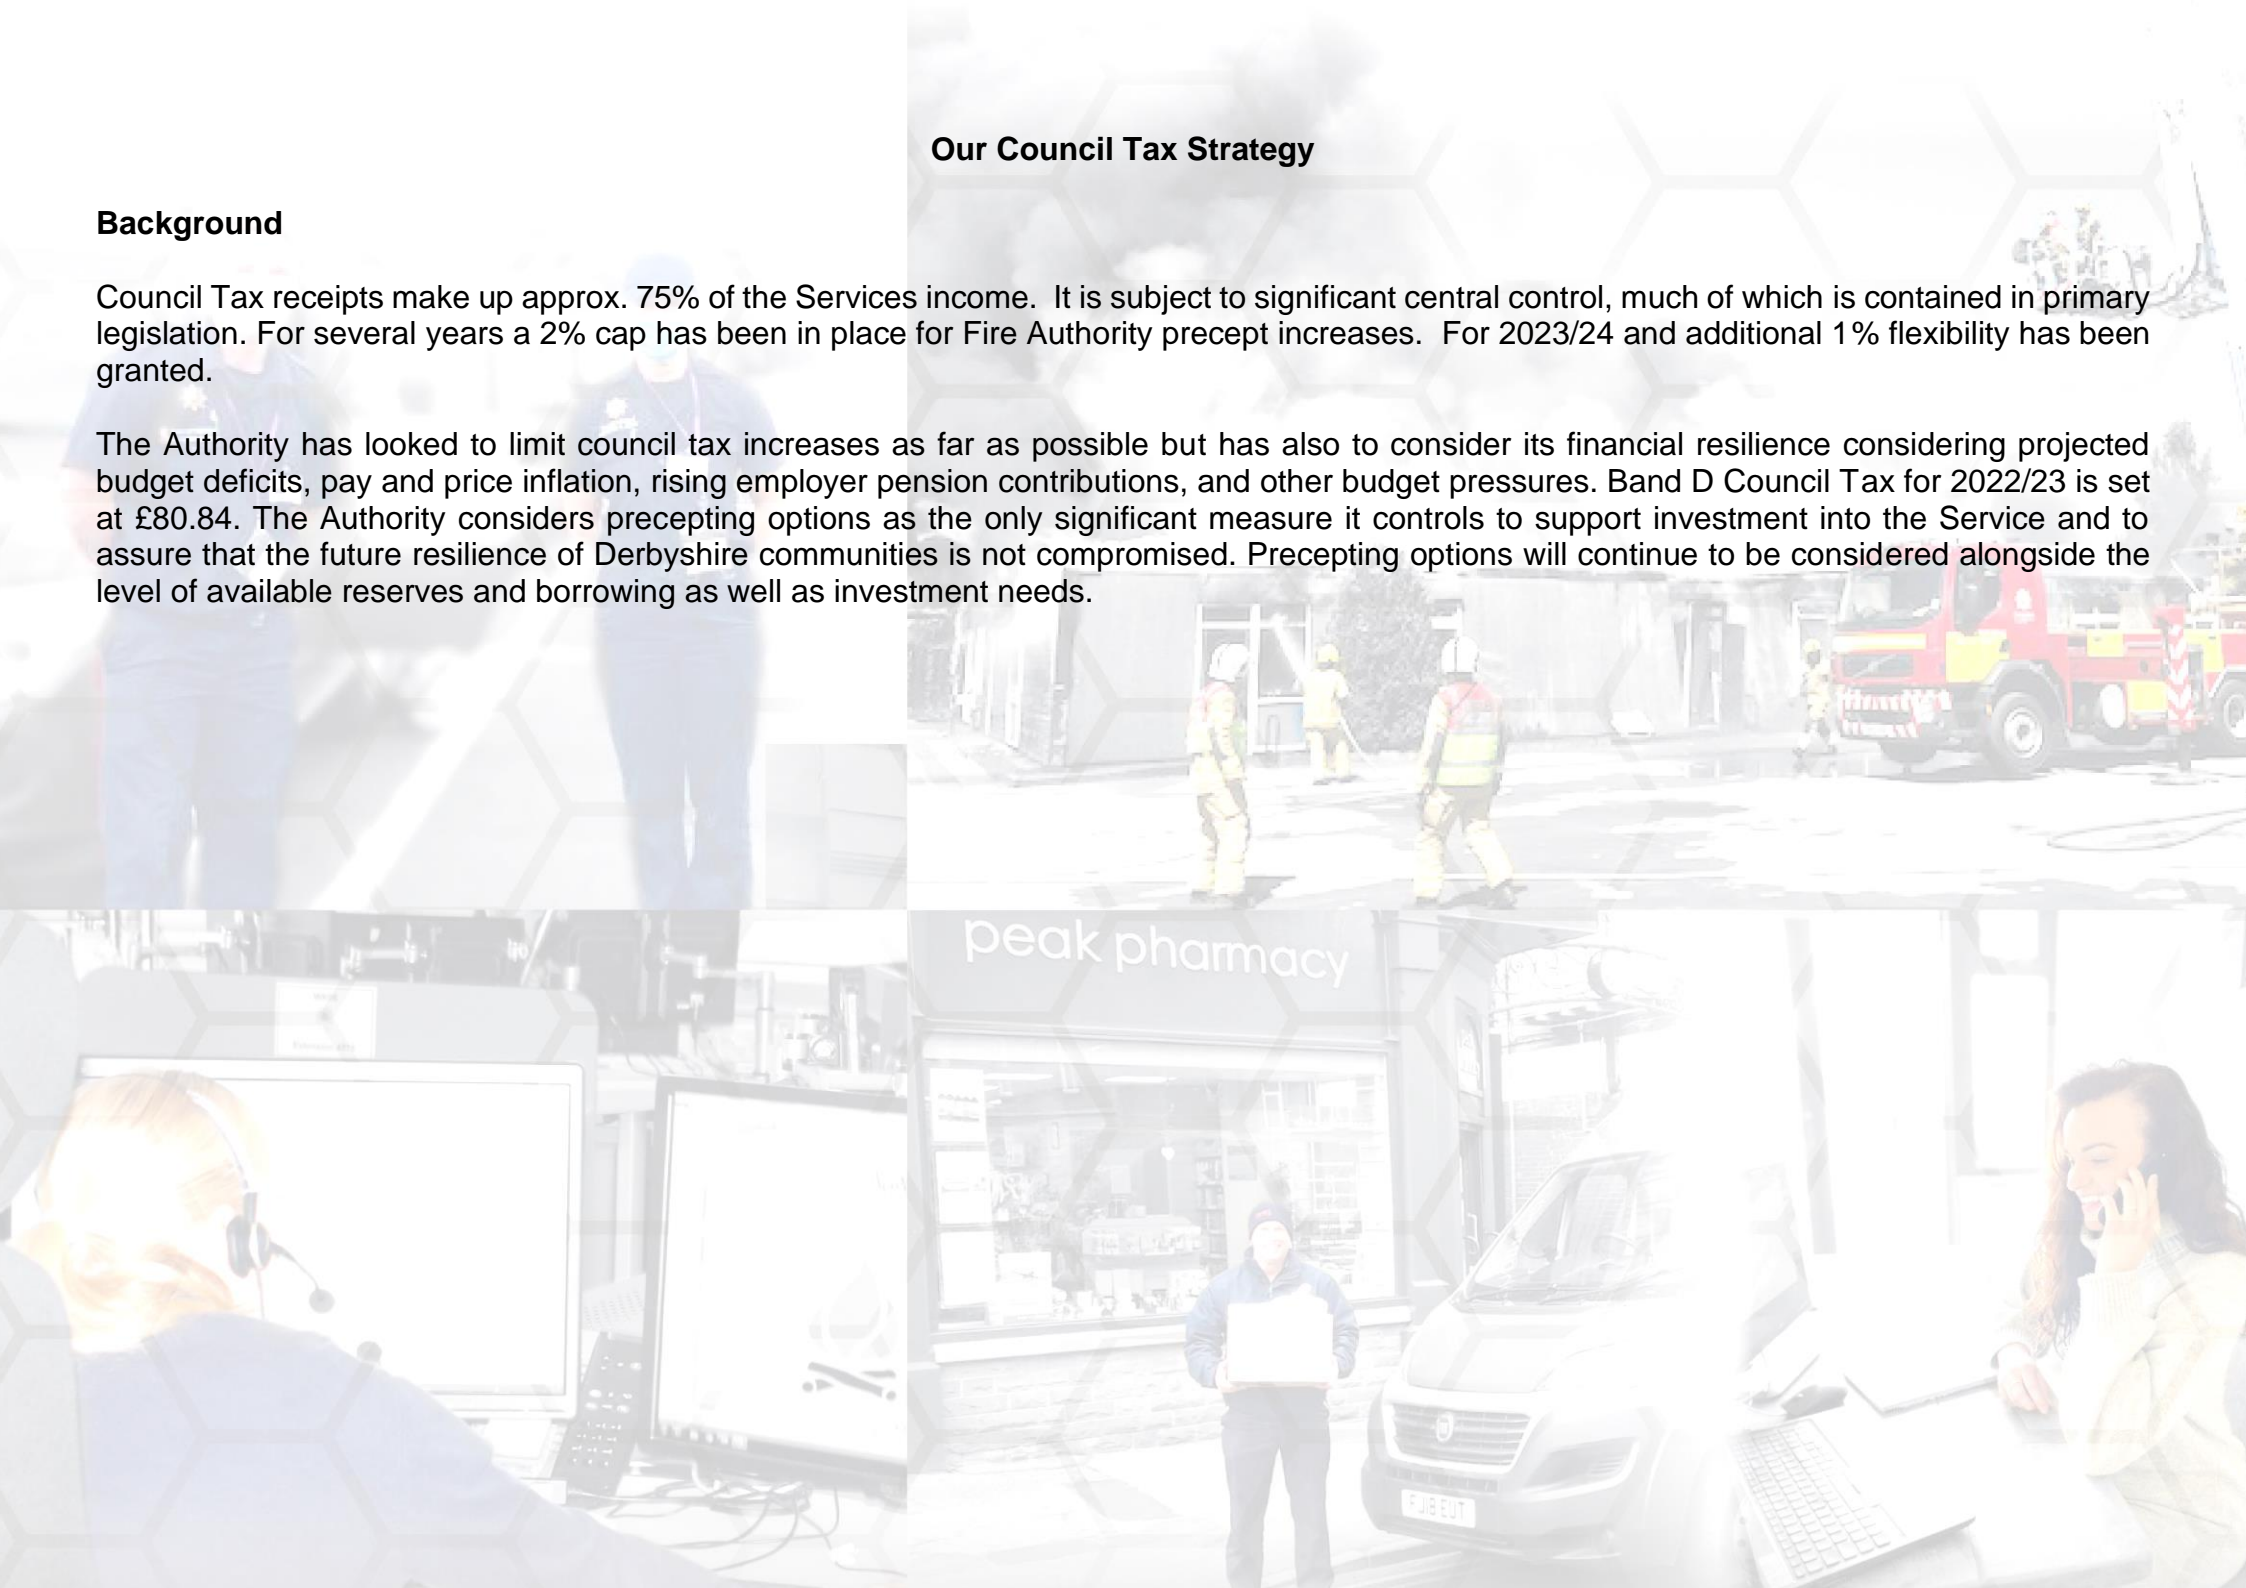 Our Council Tax Strategy
Background
Council Tax receipts make up approx. 75% of the Services income.  It is subject to significant central control, much of which is contained in primary
legislation. For several years a 2% cap has been in place for Fire Authority precept increases.  For 2023/24 and additional 1% flexibility has been
granted.
The Authority has looked to limit council tax increases as far as possible but has also to consider its financial resilience considering projected
budget deficits, pay and price inflation, rising employer pension contributions, and other budget pressures. Band D Council Tax for 2022/23 is set
at £80.84. The Authority considers precepting options as the only significant measure it controls to support investment into the Service and to
assure that the future resilience of Derbyshire communities is not compromised. Precepting options will continue to be considered alongside the
level of available reserves and borrowing as well as investment needs.
peak pharmacy